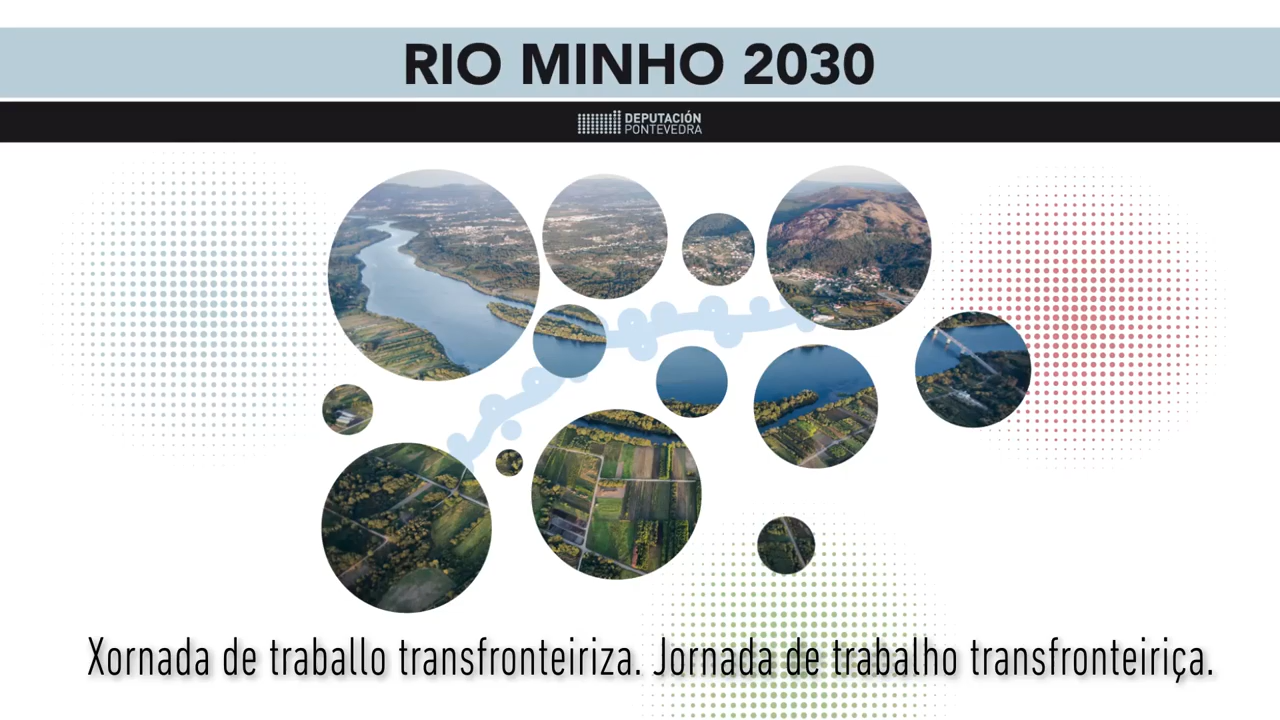 RIO MINHO 2030
DEPUTACIÓN
PONTEVEDRA
Xornada de traballo transfronteiriza. Jornada de trabalho transfronteiriça.